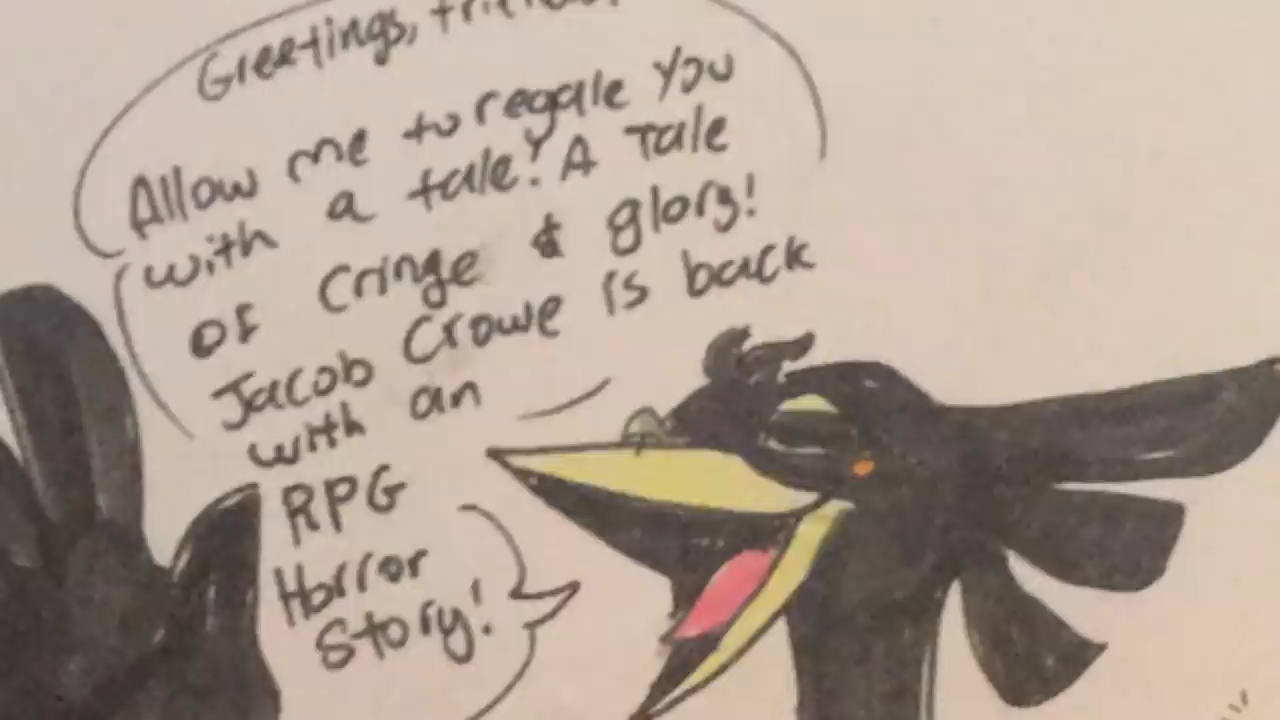 Greetings,
Allow me to regale You
with a tale! A Tale
of Cringe & glory!
Jacob Crowe is back
with an
RPG
Horror
Story!